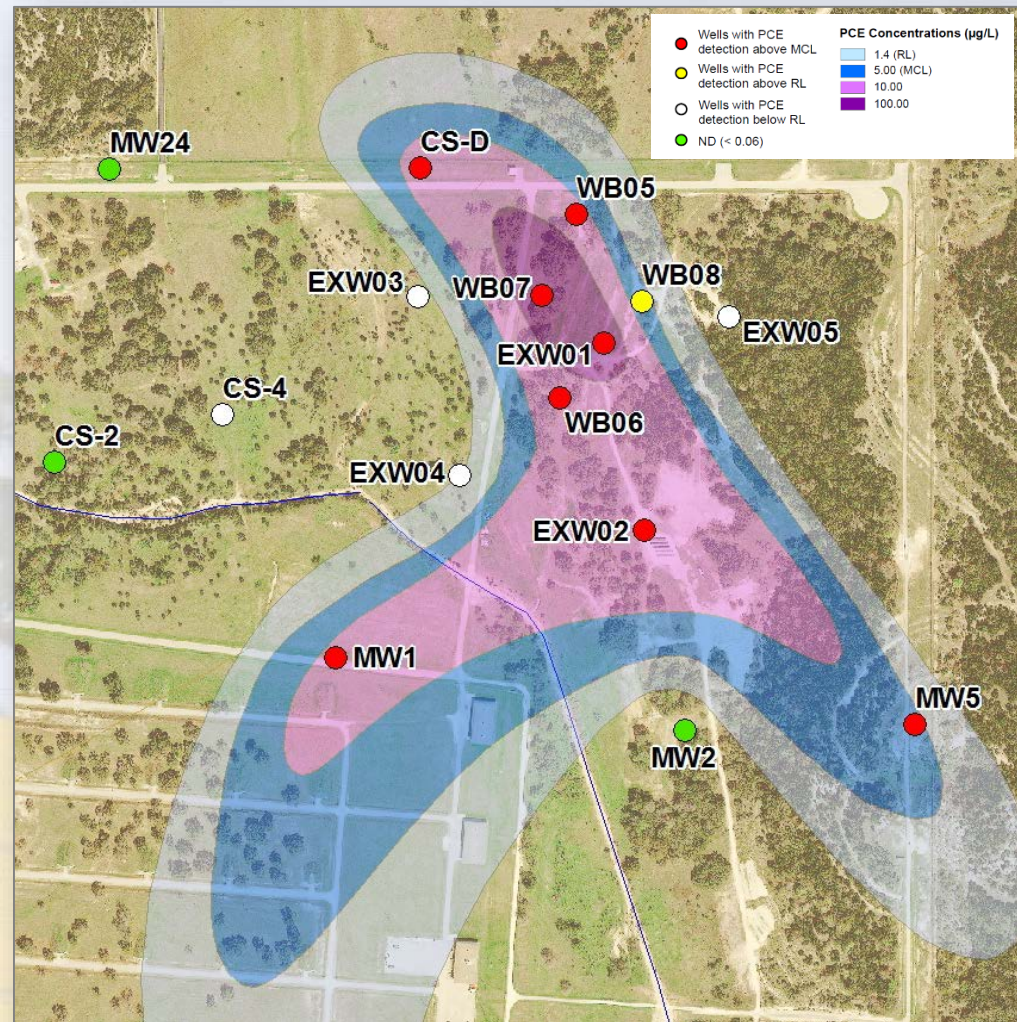 Wells with PCE
detection above MCL
Wells with PCE
detection above RL
Wells with PCE
detection below RL
ND (< 0.06)
PCE Concentrations (µg/L)
1.4 (RL)
5.00 (MCL)
10.00
100.00
MW24
CS-D
WB05
EXW03
WB07
WB08
EXW05
EXW01
CS-4
WB06
CS-2
EXW04
EXW02
MW1
MW5
MW2